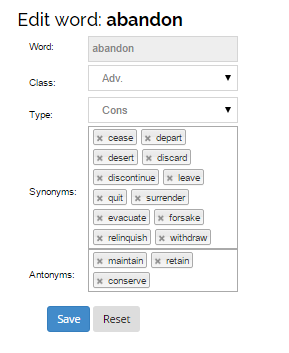 Edit word: abandon
Word: abandon
Class: Adv.
Type: Cons
× cease × depart
× desert × discard
× discontinue × leave
Synonyms: × quit × surrender
× evacuate × forsake
× relinquish × withdraw
× maintain × retain
Antonyms: × conserve
Save Reset